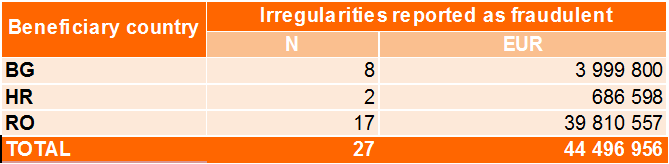 Beneficiary country Irregularities reported as fraudulent
N EUR
BG 8 3 999 800
HR 2 686 598
RO 17 39 810 557
TOTAL 27 44 496 956